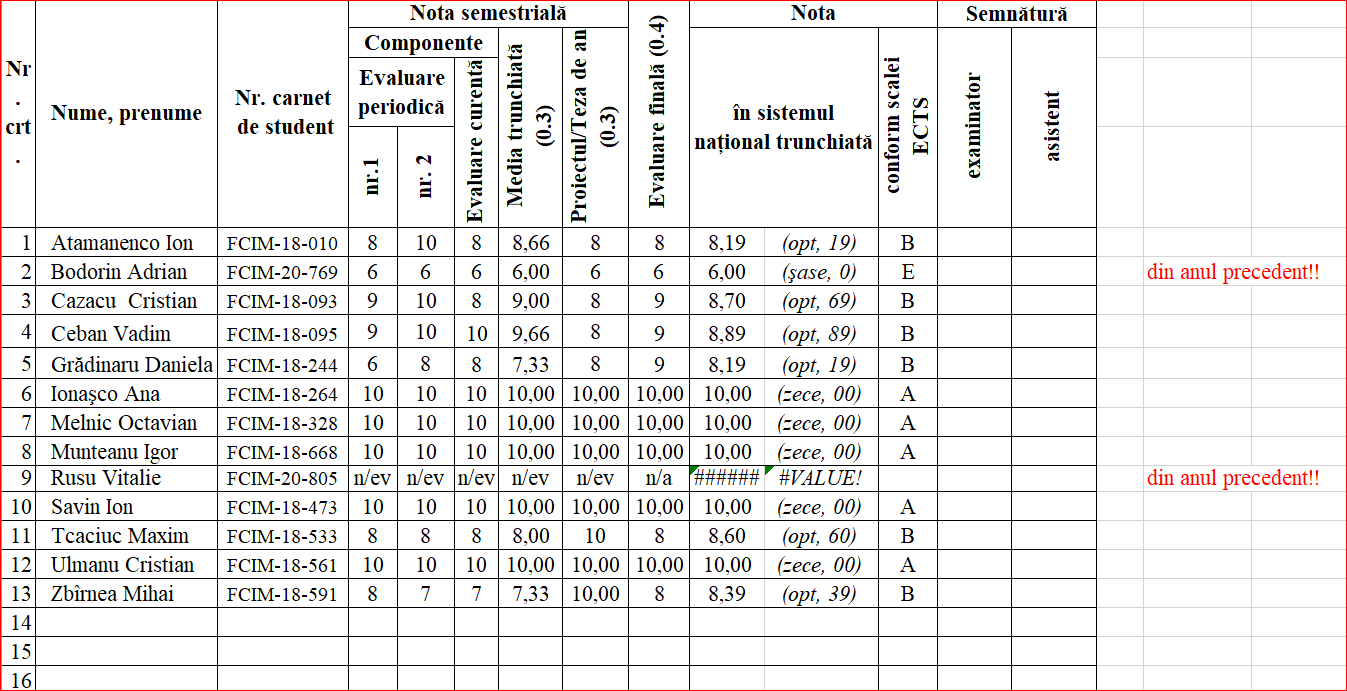 Nr. crt. Nume, prenume Nr. carnet de student Nota semestrială Evaluare finală (0.4) Nota Semnătură
Componente Media trunchiată (0.3) Proiectul/Teza de an (0.3) în sistemul național trunchiată conform scalei ECTS examinator asistent
Evaluare periodică Evaluare curentă
nr.1 nr. 2
1 Atamanenco Ion FCIM-18-010 8 10 8 8,66 8 8 8,19 (opt, 19) B
2 Bodorin Adrian FCIM-20-769 6 6 6 6,00 6 6 6,00 (şase, 0) E din anul precedent!!
3 Cazacu Cristian FCIM-18-093 9 10 8 9,00 8 9 8,70 (opt, 69) B
4 Ceban Vadim FCIM-18-095 9 10 10 9,66 8 9 8,89 (opt, 89) B
5 Grădinaru Daniela FCIM-18-244 6 8 8 7,33 8 9 8,19 (opt, 19) B
6 Ionaşco Ana FCIM-18-264 10 10 10 10,00 10,00 10,00 10,00 (zece, 00) A
7 Melnic Octavian FCIM-18-328 10 10 10 10,00 10,00 10,00 10,00 (zece, 00) A
8 Munteanu Igor FCIM-18-668 10 10 10 10,00 10,00 10,00 10,00 (zece, 00) A
9 Rusu Vitalie FCIM-20-805 n/ev n/ev n/ev n/ev n/ev n/a ###### #VALUE! din anul precedent!!
10 Savin Ion FCIM-18-473 10 10 10 10,00 10,00 10,00 10,00 (zece, 00) A
11 Tcaciuc Maxim FCIM-18-533 8 8 8 8,00 10 8 8,60 (opt, 60) B
12 Ulmanu Cristian FCIM-18-561 10 10 10 10,00 10,00 10,00 10,00 (zece, 00) A
13 Zbîrnea Mihai FCIM-18-591 8 7 7 7,33 10,00 8 8,39 (opt, 39) B
14
15
16